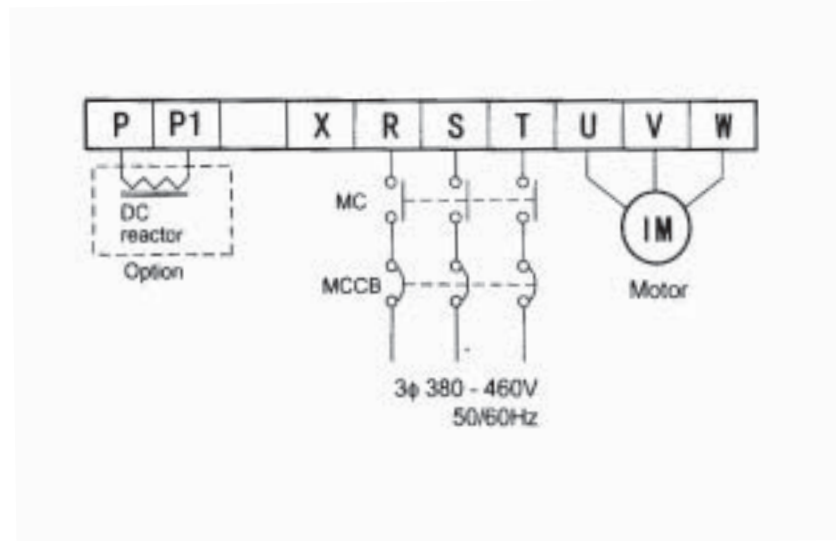 P P1 X R S T U V W
MC
DC
reactor
IM
Option
MCCB
Motor
3ϕ 380 - 460V
50/60Hz